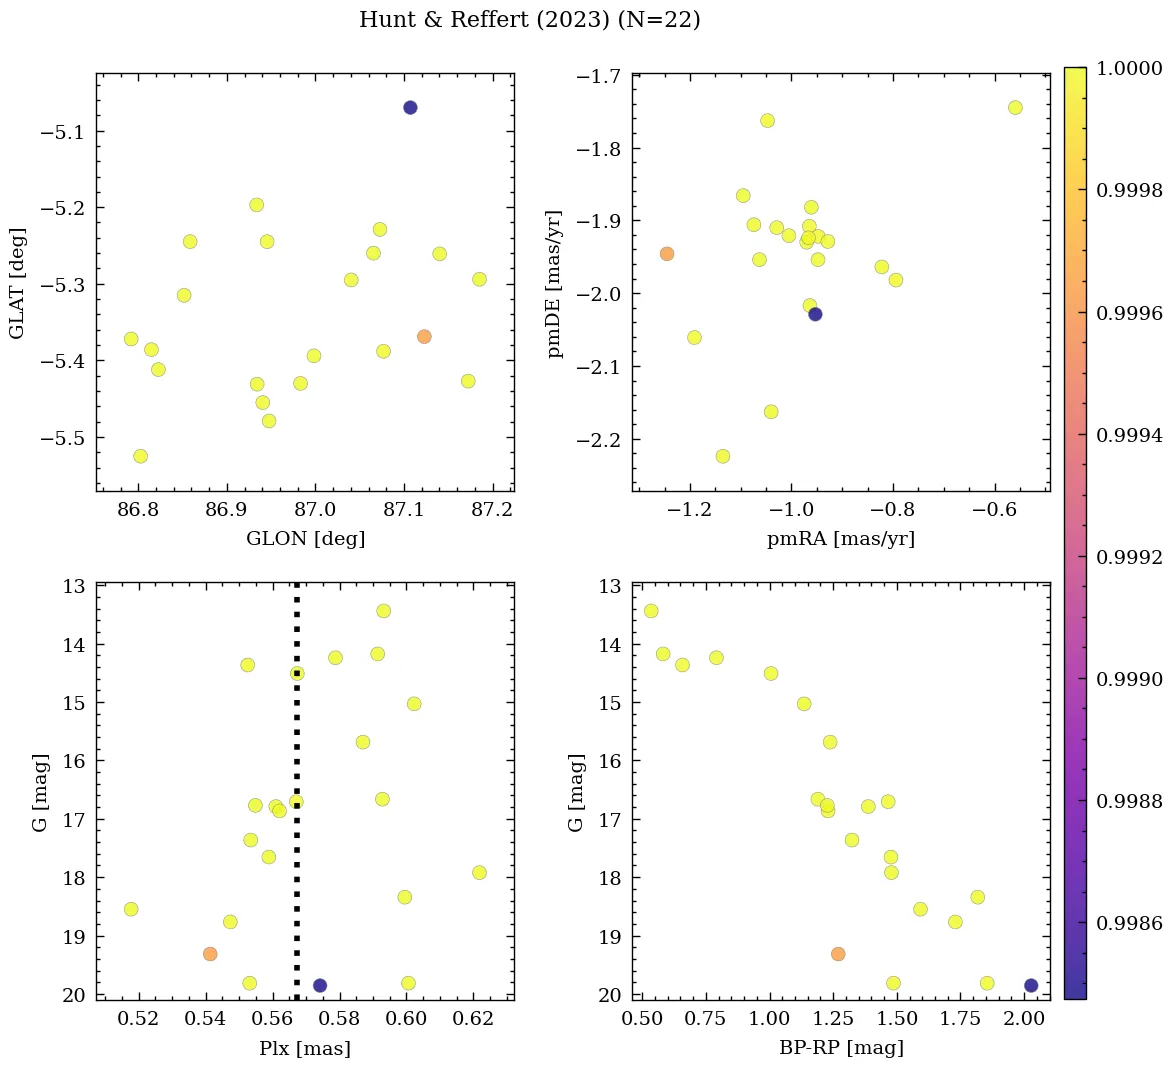 Hunt & Reffert (2023) (N=22)
−5.1
−5.2
−5.3
−5.4
−5.5
GLAT [deg]
86.8 86.9 87.0 87.1 87.2
GLON [deg]
−1.7
−1.8
−1.9
−2.0
−2.1
−2.2
pmDE [mas/yr]
−1.2 −1.0 −0.8 −0.6
pmRA [mas/yr]
1.0000
0.9998
0.9996
0.9994
0.9992
0.9990
0.9988
0.9986
13
14
15
16
17
18
19
20
G [mag]
0.52 0.54 0.56 0.58 0.60 0.62
Plx [mas]
13
14
15
16
17
18
19
20
G [mag]
0.50 0.75 1.00 1.25 1.50 1.75 2.00
BP-RP [mag]